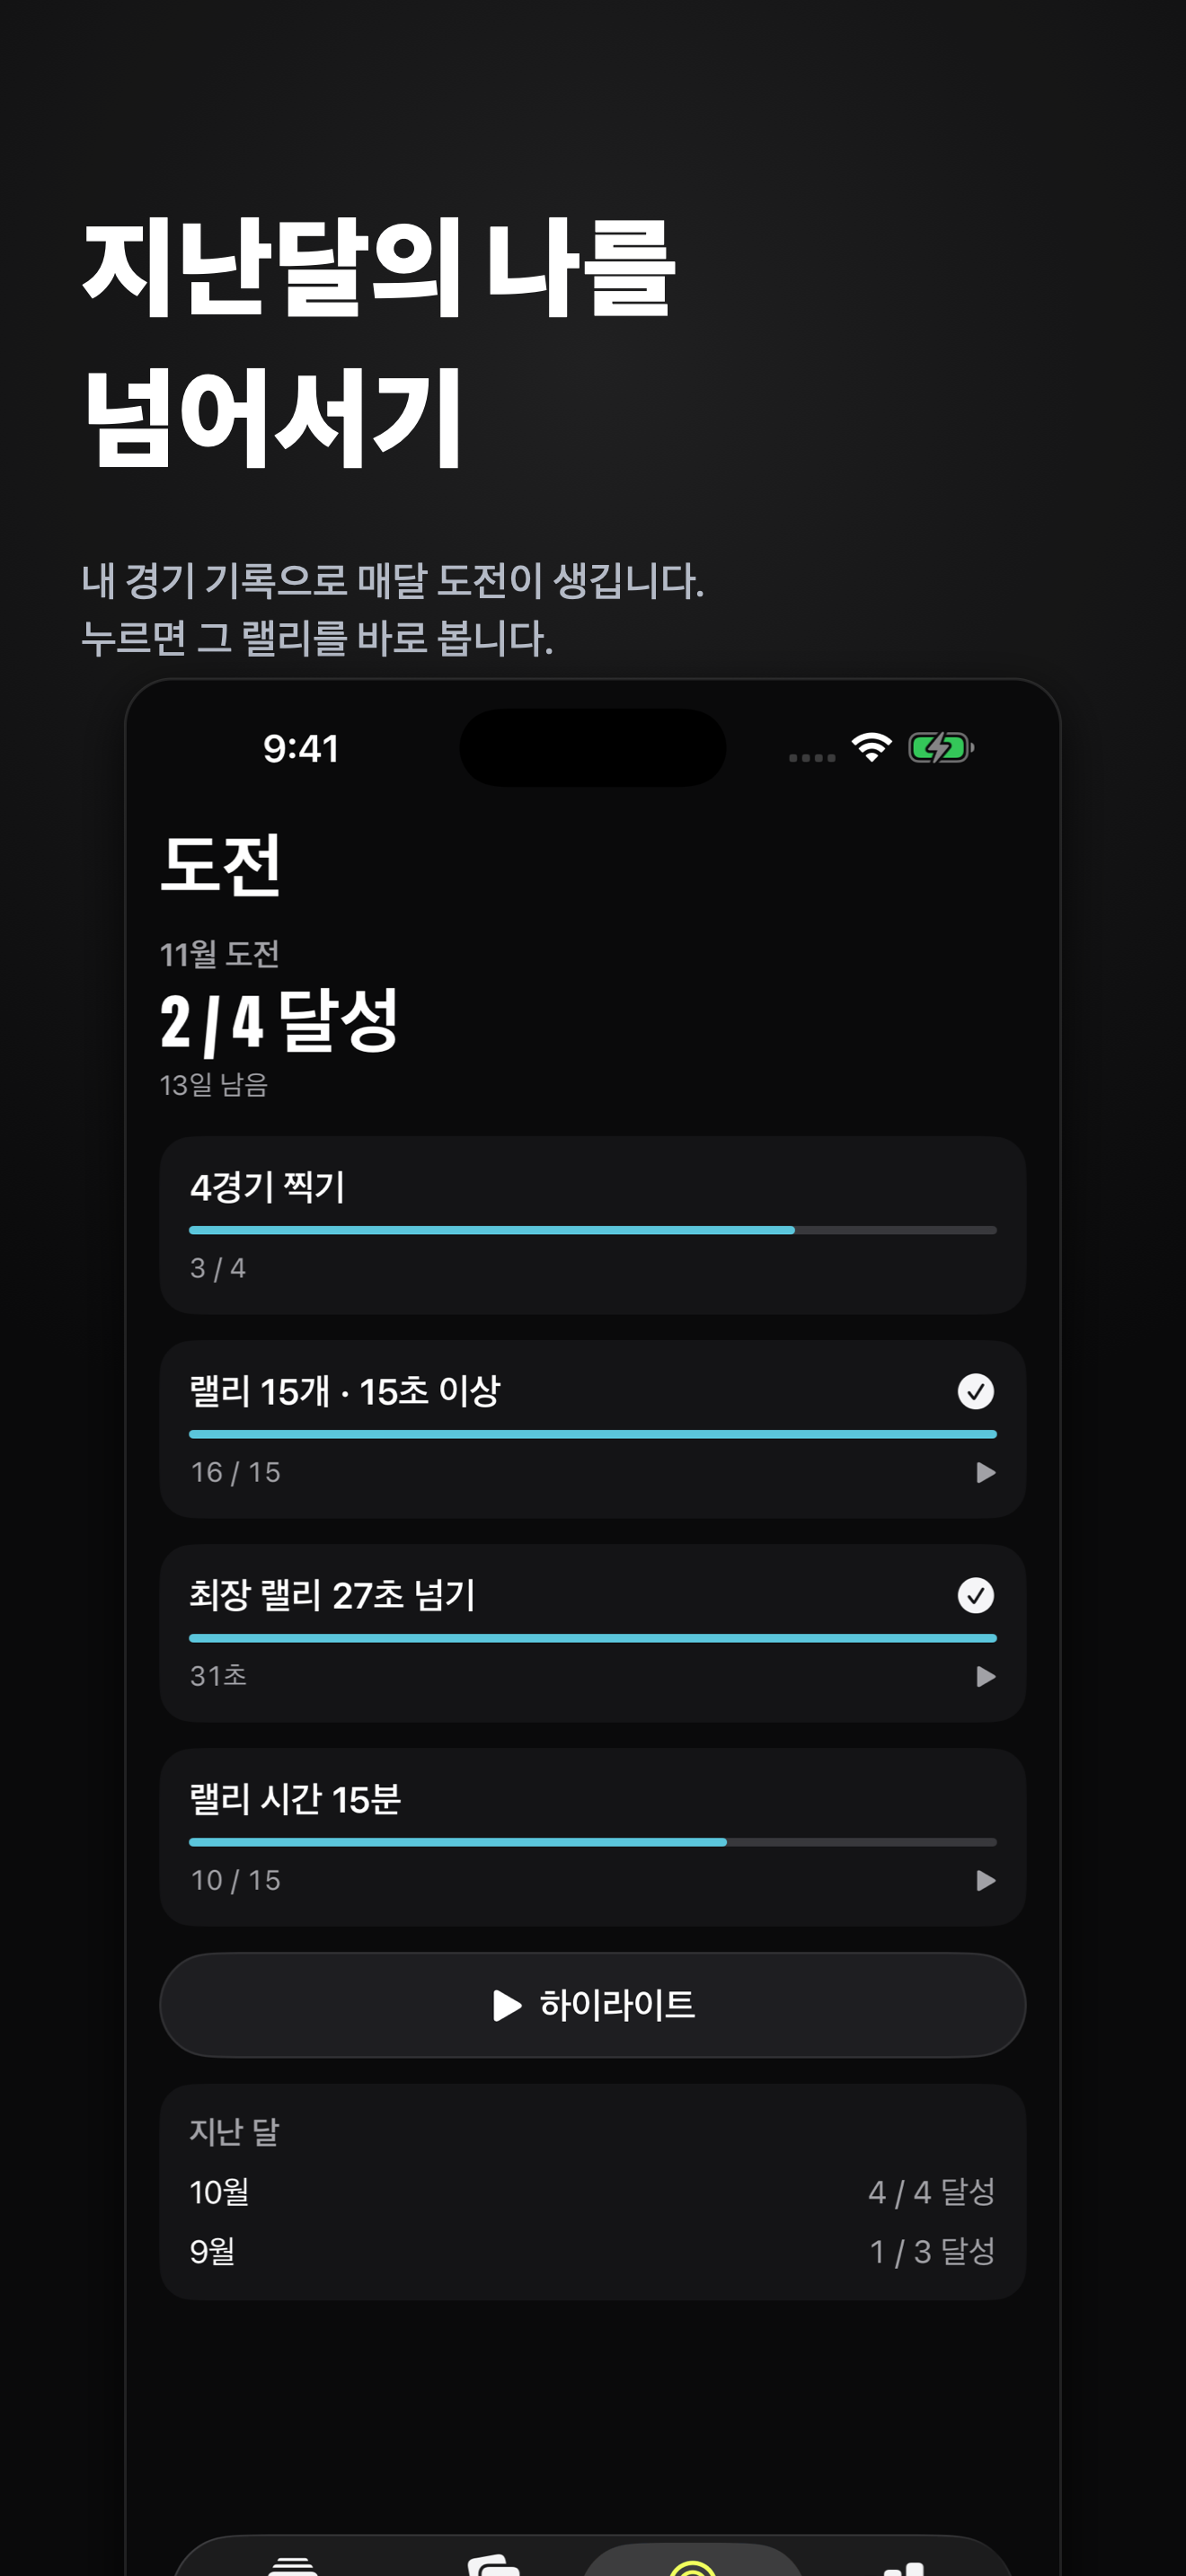 지난달의 나를
넘어서기
내 경기 기록으로 매달 도전이 생깁니다.
누르면 그 랠리를 바로 봅니다.
9:41
도전
11월 도전
2 / 4 달성
13일 남음
4경기 찍기
3 / 4
랠리 15개 · 15초 이상
16 / 15
최장 랠리 27초 넘기
31초
랠리 시간 15분
10 / 15
하이라이트
지난 달
10월 4 / 4 달성
9월 1 / 3 달성